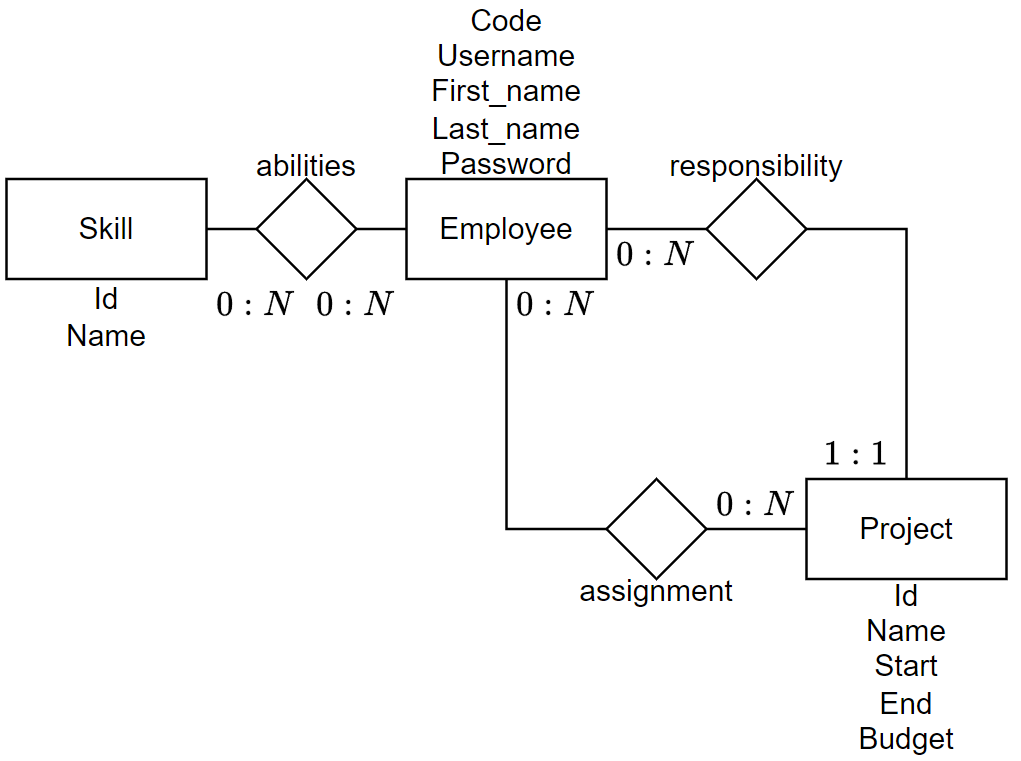 Code
Username
First_name
Last_name
Password
abilities
responsibility
Skill
Employee
0 : N
Id
Name
0 : N
0 : N
0 : N
1 : 1
0 : N
Project
assignment
Id
Name
Start
End
Budget